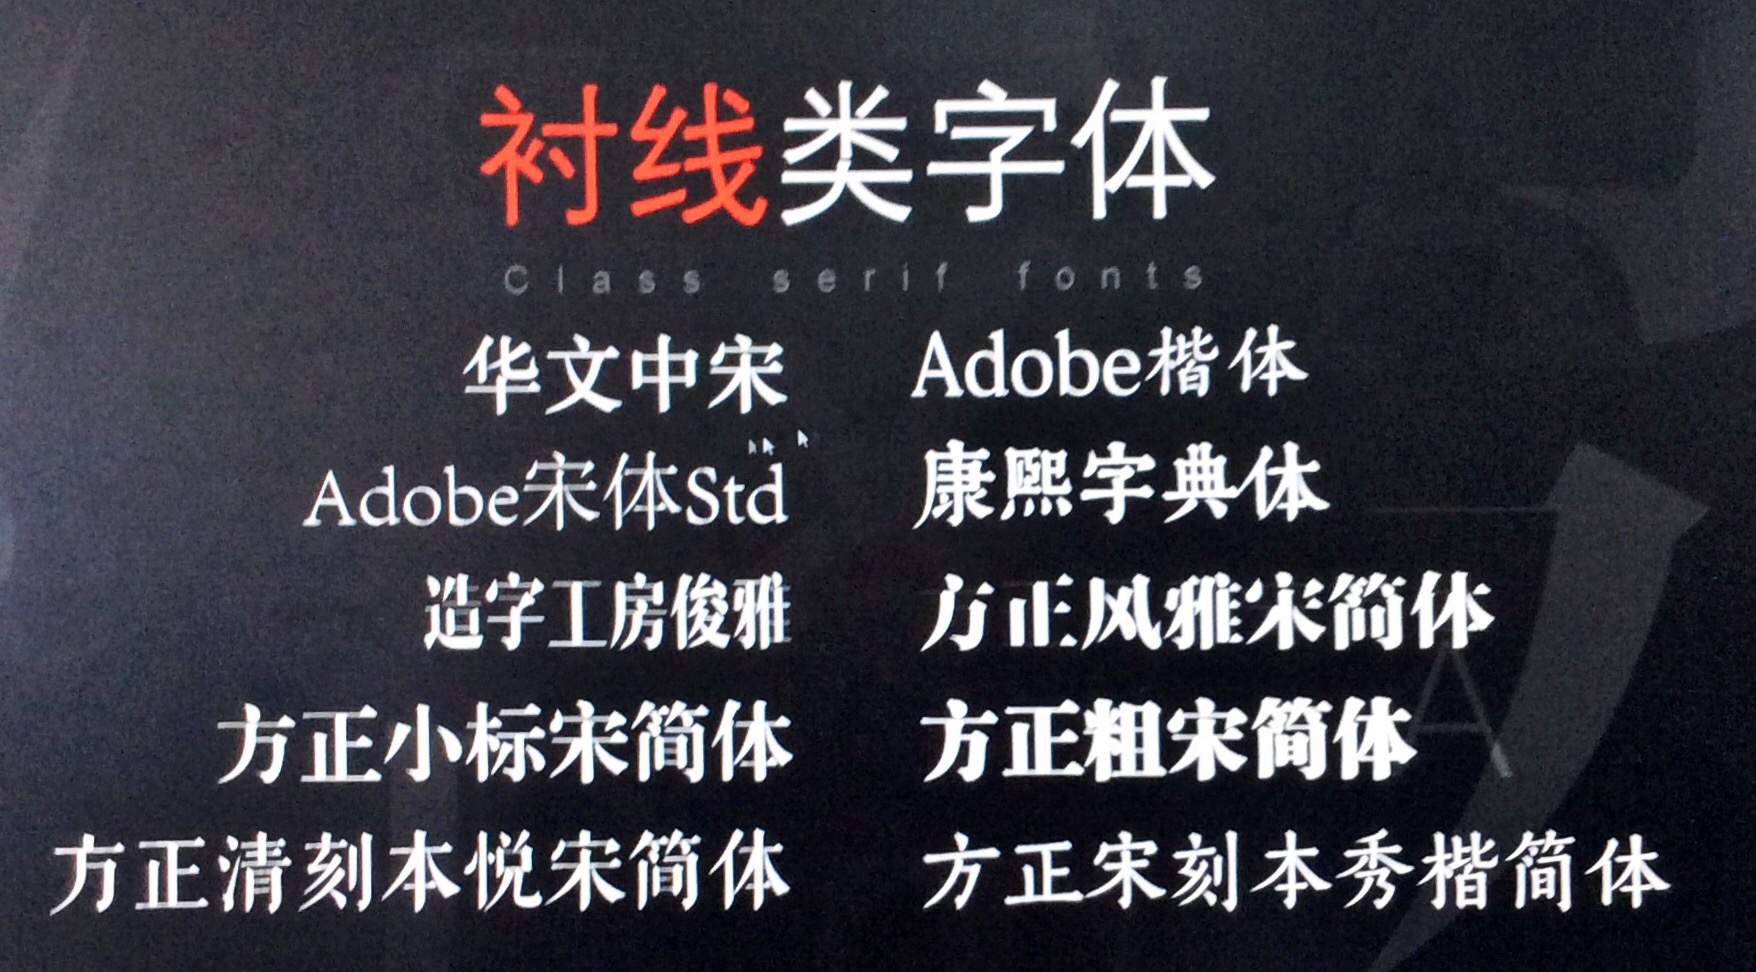 衬线类字体
Class serif fonts
华文中宋
Adobe楷体
Adobe宋体Std
康熙字典体
造字工房俊雅
方正风雅宋简体
方正小标宋简体
方正粗宋简体
方正清刻本悦宋简体
方正宋刻本秀楷简体
A